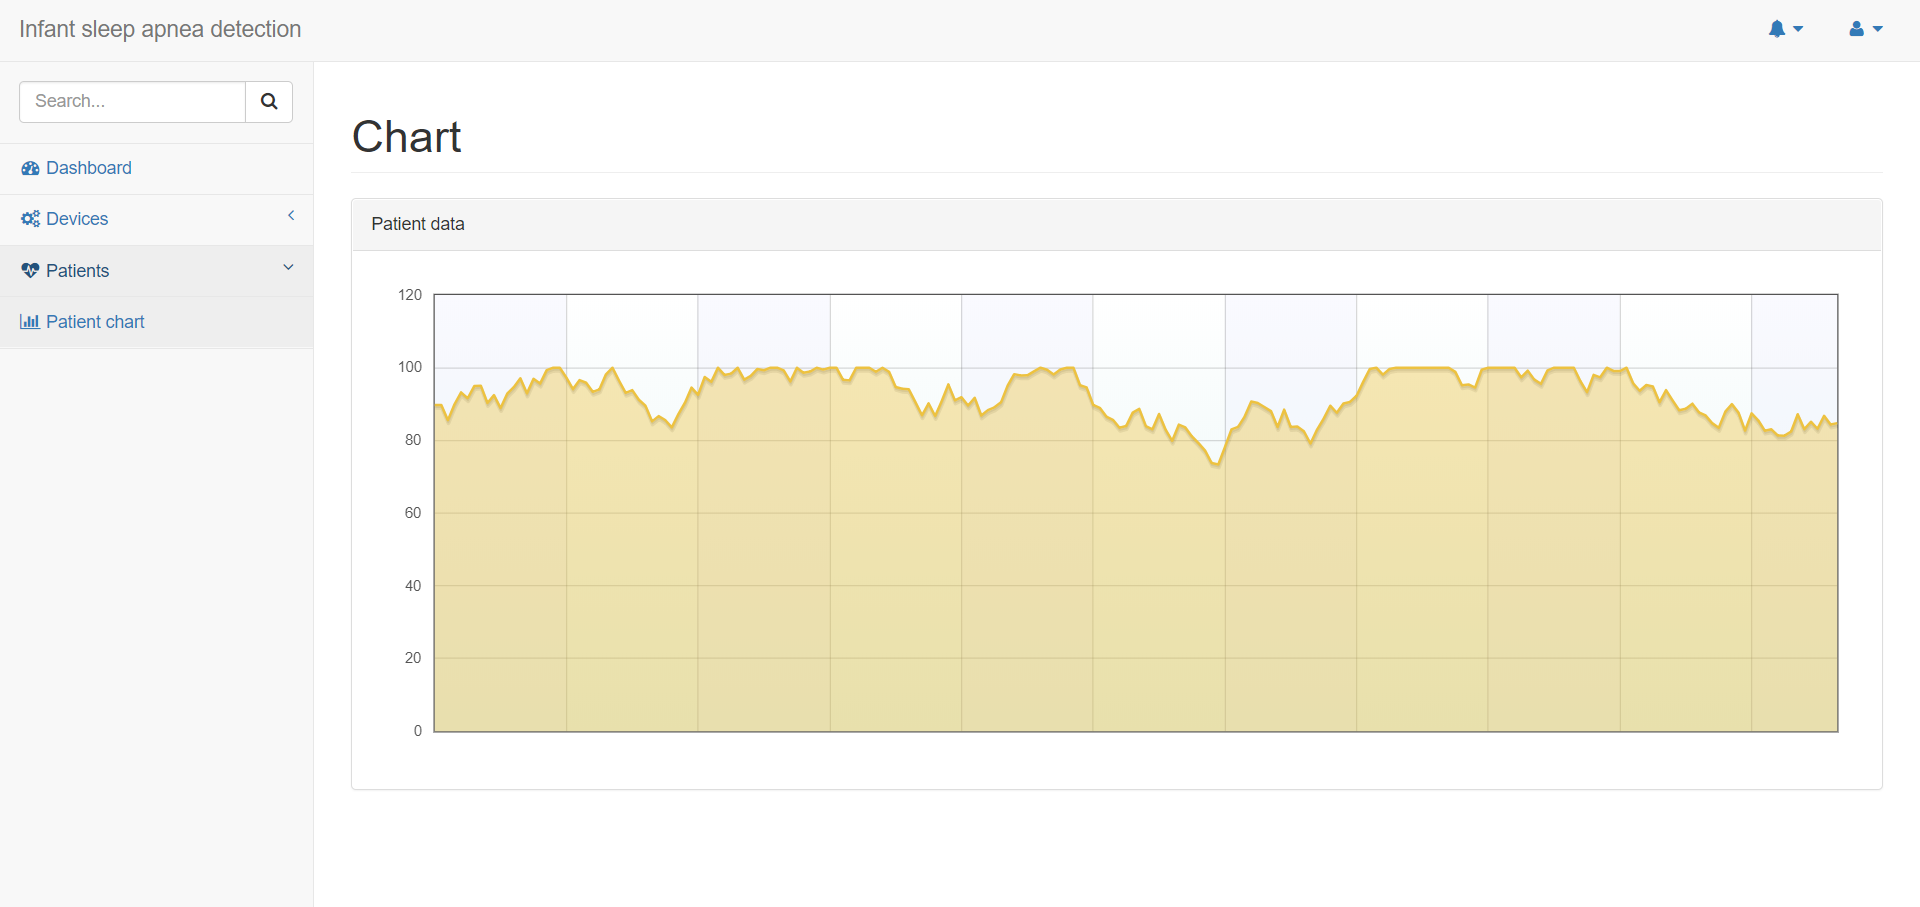 Infant sleep apnea detection
Search...
Dashboard
Devices
Patients
Patient chart
Chart
Patient data
120
100
80
60
40
20
0